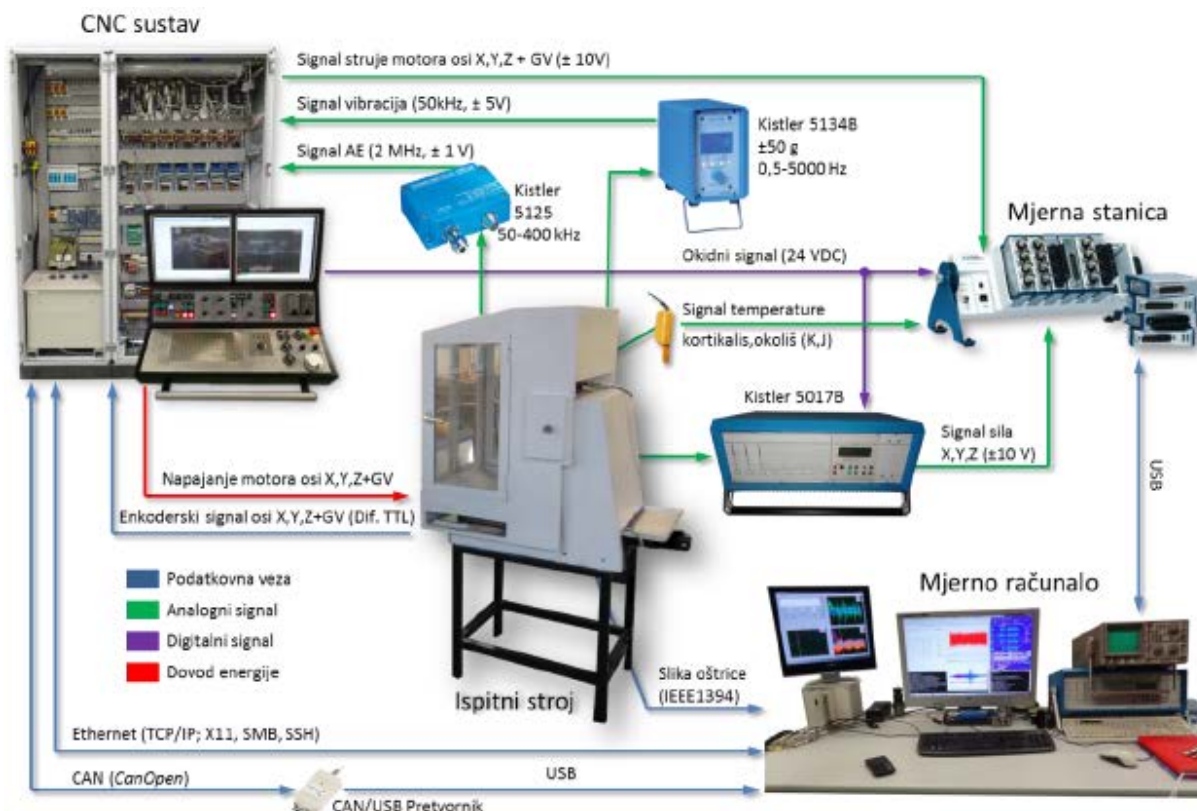 CNC sustav
Signal struje motora osi X,Y,Z + GV (± 10V)
Signal vibracija (50kHz, ± 5V)
Signal AE (2 MHz, ± 1 V)
Kistler
5125
50-400 kHz
Kistler 5134B
±50 g
0,5-5000 Hz
Mjerna stanica
Okidni signal (24 VDC)
Signal temperature
kortikalis,okoliš (K,J)
Kistler 5017B
Signal sila
X,Y,Z (±10 V)
USB
Napajanje motora osi X,Y,Z+GV
Enkoderski signal osi X,Y,Z+GV (Dif. TTL)
Podatkovna veza
Analogni signal
Digitalni signal
Dovod energije
Ispitni stroj
Mjerno računalo
Slika oštrice
(IEEE1394)
Ethernet (TCP/IP; X11, SMB, SSH)
CAN (CanOpen)
USB
CAN/USB Pretvornik